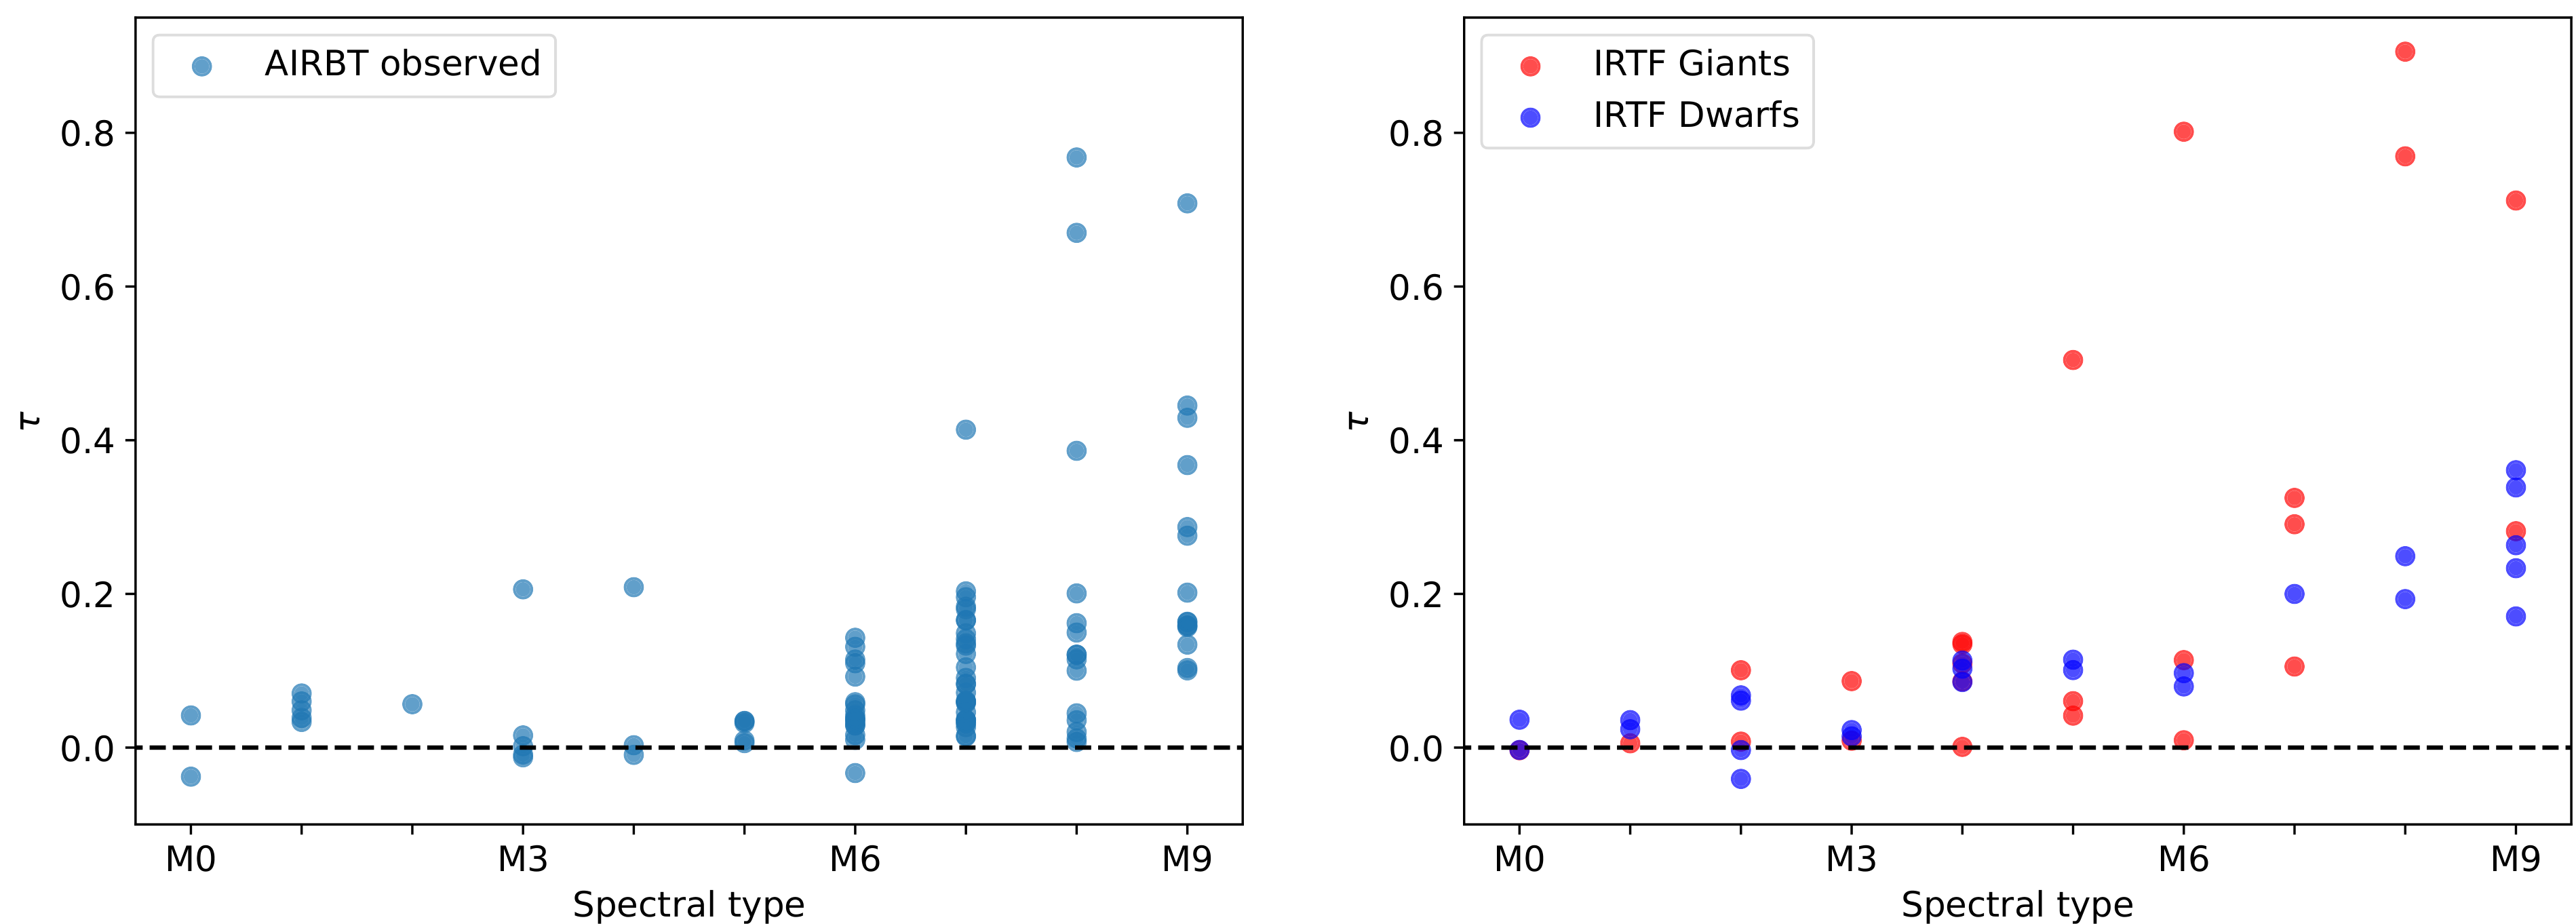 AIRBT observed
0.8
0.6
0.4
0.2
0.0
τ
M0 M3 M6 M9
Spectral type
IRTF Giants
IRTF Dwarfs
0.8
0.6
0.4
0.2
0.0
τ
M0 M3 M6 M9
Spectral type